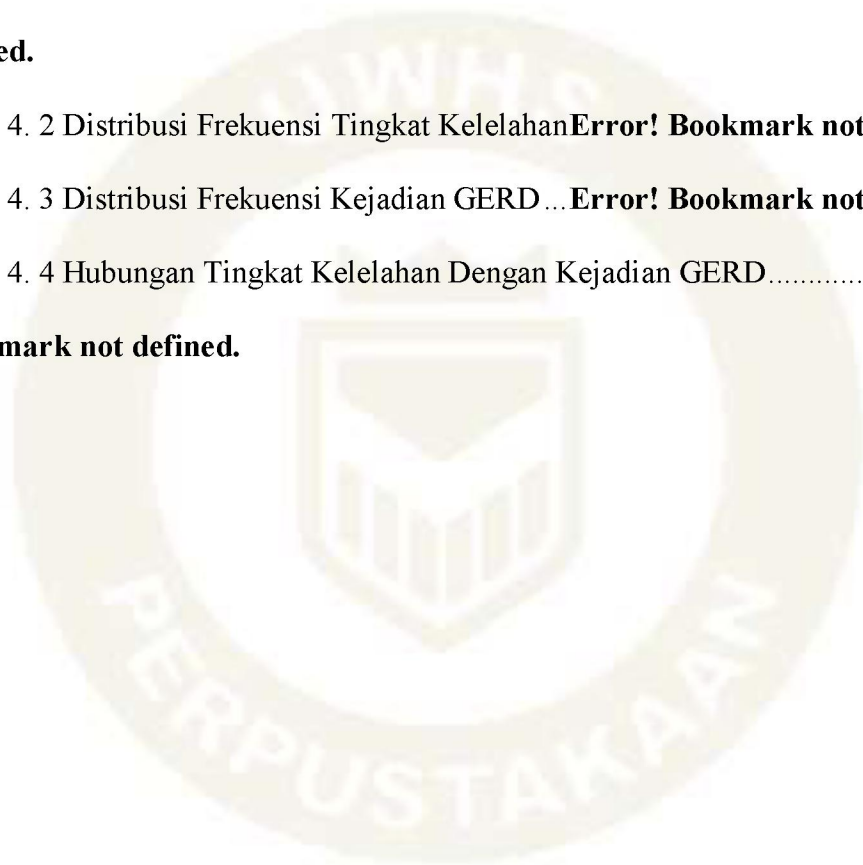 ed.
4. 2 Distribusi Frekuensi Tingkat KelelahanError! Bookmark not
4. 3 Distribusi Frekuensi Kejadian GERD...Error! Bookmark not
4. 4 Hubungan Tingkat Kelelahan Dengan Kejadian GERD............
mark not defined.
UWHS
PERPUSTAKAAN